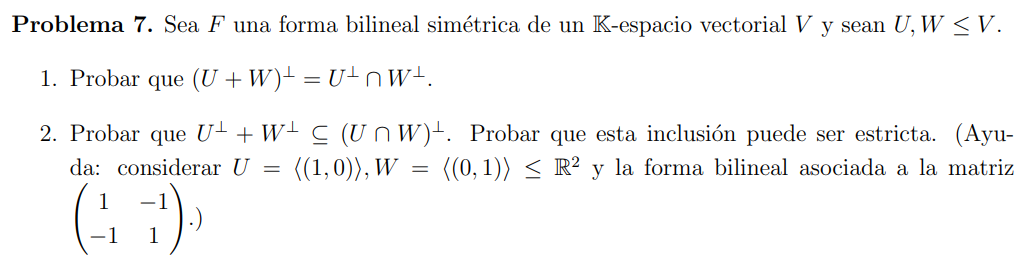 Problema 7. Sea F una forma bilineal simétrica de un 𝕂-espacio vectorial V y sean U, W ≤ V.
1. Probar que (U + W)^⊥ = U^⊥ ∩ W^⊥.
2. Probar que U^⊥ + W^⊥ ⊆ (U ∩ W)^⊥. Probar que esta inclusión puede ser estricta. (Ayu-
da: considerar U = ⟨(1, 0)⟩, W = ⟨(0, 1)⟩ ≤ ℝ² y la forma bilineal asociada a la matriz
( 1 −1
−1 1 ).)